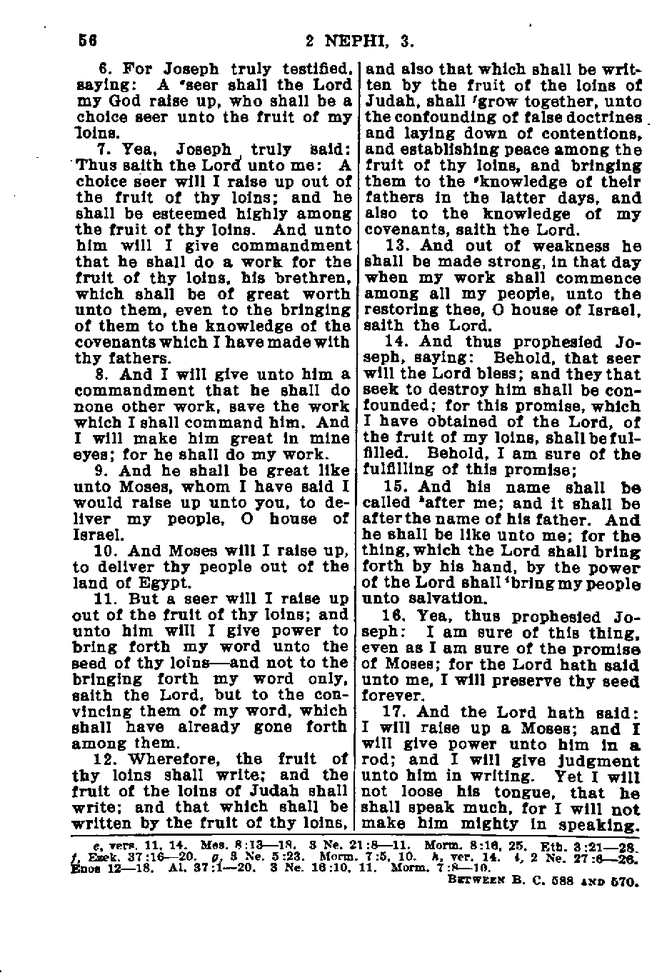 56
2 NEPHI, 3.
6. For Joseph truly testified,
saying: A ᵉseer shall the Lord
my God raise up, who shall be a
choice seer unto the fruit of my
loins.
7. Yea, Joseph truly said:
Thus saith the Lord unto me: A
choice seer will I raise up out of
the fruit of thy loins; and he
shall be esteemed highly among
the fruit of thy loins. And unto
him will I give commandment
that he shall do a work for the
fruit of thy loins, his brethren,
which shall be of great worth
unto them, even to the bringing
of them to the knowledge of the
covenants which I have made with
thy fathers.
8. And I will give unto him a
commandment that he shall do
none other work, save the work
which I shall command him. And
I will make him great in mine
eyes; for he shall do my work.
9. And he shall be great like
unto Moses, whom I have said I
would raise up unto you, to de-
liver my people, O house of
Israel.
10. And Moses will I raise up,
to deliver thy people out of the
land of Egypt.
11. But a seer will I raise up
out of the fruit of thy loins; and
unto him will I give power to
bring forth my word unto the
seed of thy loins—and not to the
bringing forth my word only,
saith the Lord, but to the con-
vincing them of my word, which
shall have already gone forth
among them.
12. Wherefore, the fruit of
thy loins shall write; and the
fruit of the loins of Judah shall
write; and that which shall be
written by the fruit of thy loins,
and also that which shall be writ-
ten by the fruit of the loins of
Judah, shall ᶠgrow together, unto
the confounding of false doctrines
and laying down of contentions,
and establishing peace among the
fruit of thy loins, and bringing
them to the ᵍknowledge of their
fathers in the latter days, and
also to the knowledge of my
covenants, saith the Lord.
13. And out of weakness he
shall be made strong, in that day
when my work shall commence
among all my people, unto the
restoring thee, O house of Israel,
saith the Lord.
14. And thus prophesied Jo-
seph, saying: Behold, that seer
will the Lord bless; and they that
seek to destroy him shall be con-
founded; for this promise, which
I have obtained of the Lord, of
the fruit of my loins, shall be ful-
filled. Behold, I am sure of the
fulfilling of this promise;
15. And his name shall be
called ʰafter me; and it shall be
after the name of his father. And
he shall be like unto me; for the
thing, which the Lord shall bring
forth by his hand, by the power
of the Lord shall ⁱbring my people
unto salvation.
16. Yea, thus prophesied Jo-
seph: I am sure of this thing,
even as I am sure of the promise
of Moses; for the Lord hath said
unto me, I will preserve thy seed
forever.
17. And the Lord hath said:
I will raise up a Moses; and I
will give power unto him in a
rod; and I will give judgment
unto him in writing. Yet I will
not loose his tongue, that he
shall speak much, for I will not
make him mighty in speaking.
e, vers. 11, 14. Mos. 8:13—18. 3 Ne. 21:8—11. Morm. 8:16, 25. Eth. 3:21—28.
f, Ezek. 37:16—20. g, 3 Ne. 5:23. Morm. 7:5, 10. h, ver. 14. i, 2 Ne. 27:6—26.
Enos 12—18. Al. 37:1—20. 3 Ne. 16:10, 11. Morm. 7:8—10.
BETWEEN B. C. 588 AND 570.